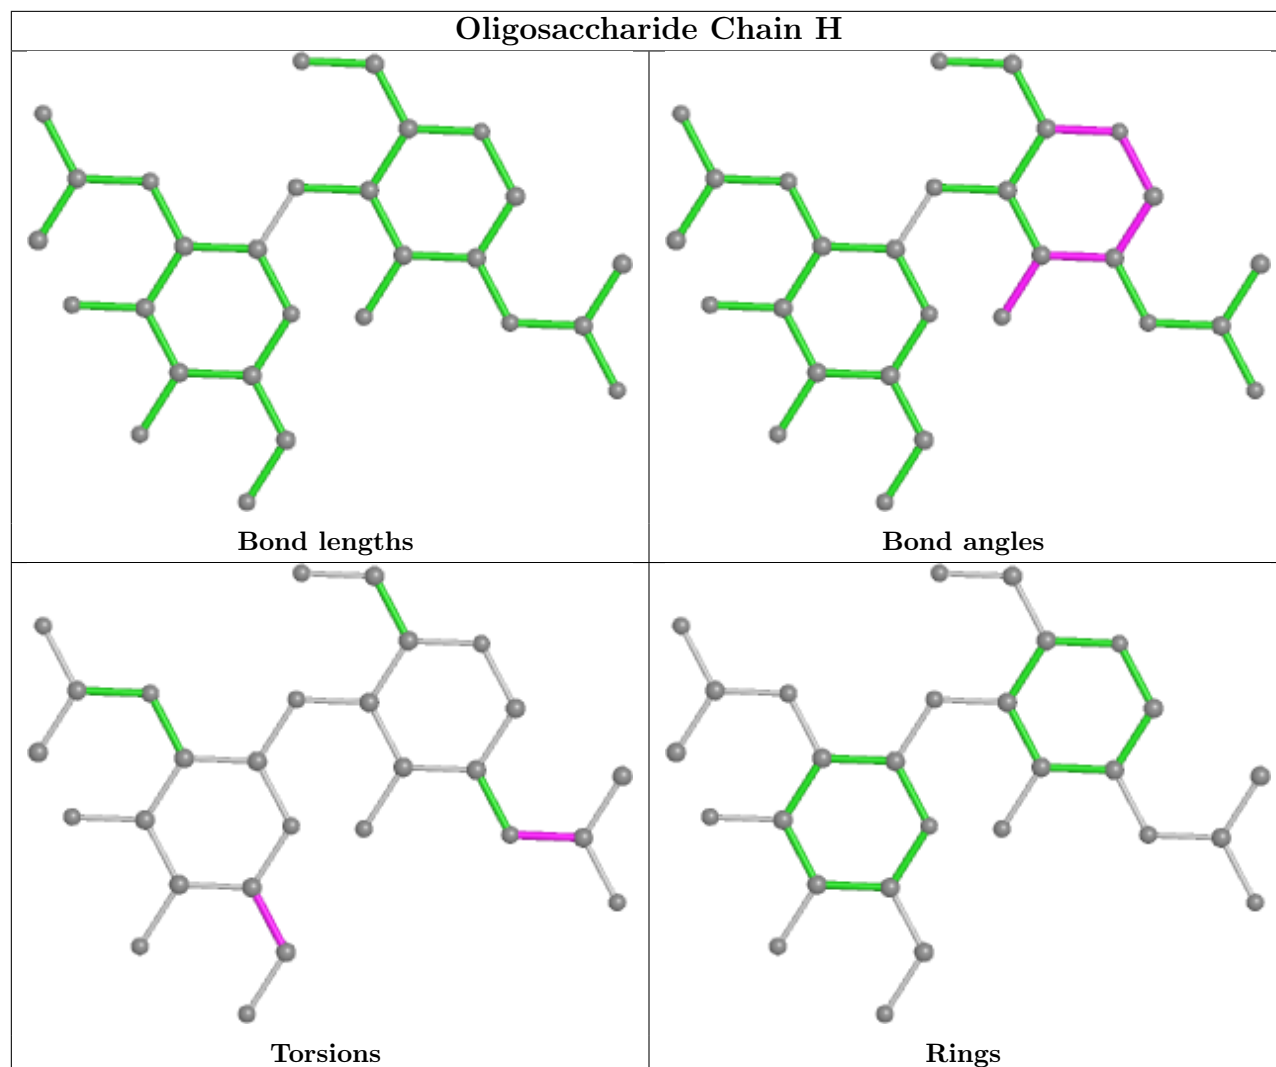 Oligosaccharide Chain H
Bond lengths
Bond angles
Torsions
Rings